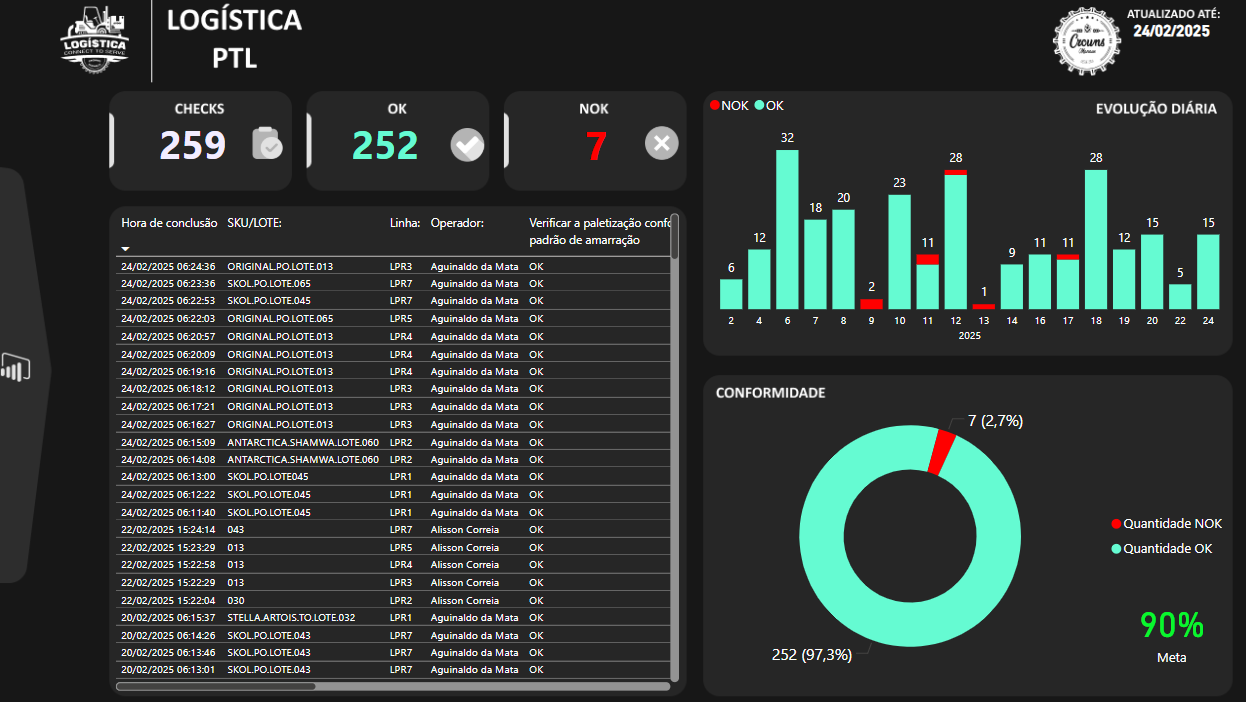 LOGÍSTICA
CONNECT TO SERVE
LOGÍSTICA
PTL
Crowns
Manaus
ATUALIZADO ATÉ:
24/02/2025
CHECKS
259
OK
252
NOK
7
Hora de conclusão SKU/LOTE: Linha: Operador: Verificar a paletização confo
padrão de amarração
24/02/2025 06:24:36 ORIGINAL.PO.LOTE.013 LPR3 Aguinaldo da Mata OK
24/02/2025 06:23:36 SKOL.PO.LOTE.065 LPR7 Aguinaldo da Mata OK
24/02/2025 06:22:53 SKOL.PO.LOTE.045 LPR7 Aguinaldo da Mata OK
24/02/2025 06:22:03 ORIGINAL.PO.LOTE.065 LPR5 Aguinaldo da Mata OK
24/02/2025 06:20:57 ORIGINAL.PO.LOTE.013 LPR4 Aguinaldo da Mata OK
24/02/2025 06:20:09 ORIGINAL.PO.LOTE.013 LPR4 Aguinaldo da Mata OK
24/02/2025 06:19:16 ORIGINAL.PO.LOTE.013 LPR4 Aguinaldo da Mata OK
24/02/2025 06:18:12 ORIGINAL.PO.LOTE.013 LPR3 Aguinaldo da Mata OK
24/02/2025 06:17:21 ORIGINAL.PO.LOTE.013 LPR3 Aguinaldo da Mata OK
24/02/2025 06:16:27 ORIGINAL.PO.LOTE.013 LPR3 Aguinaldo da Mata OK
24/02/2025 06:15:09 ANTARCTICA.SHAMWA.LOTE.060 LPR2 Aguinaldo da Mata OK
24/02/2025 06:14:08 ANTARCTICA.SHAMWA.LOTE.060 LPR2 Aguinaldo da Mata OK
24/02/2025 06:13:00 SKOL.PO.LOTE045 LPR1 Aguinaldo da Mata OK
24/02/2025 06:12:22 SKOL.PO.LOTE.045 LPR1 Aguinaldo da Mata OK
24/02/2025 06:11:40 SKOL.PO.LOTE.045 LPR1 Aguinaldo da Mata OK
22/02/2025 15:24:14 043 LPR7 Alisson Correia OK
22/02/2025 15:23:29 013 LPR5 Alisson Correia OK
22/02/2025 15:22:58 013 LPR4 Alisson Correia OK
22/02/2025 15:22:29 013 LPR3 Alisson Correia OK
22/02/2025 15:22:04 030 LPR2 Alisson Correia OK
20/02/2025 06:15:37 STELLA.ARTOIS.TO.LOTE.032 LPR1 Aguinaldo da Mata OK
20/02/2025 06:14:26 SKOL.PO.LOTE.043 LPR7 Aguinaldo da Mata OK
20/02/2025 06:13:46 SKOL.PO.LOTE.043 LPR7 Aguinaldo da Mata OK
20/02/2025 06:13:01 SKOL.PO.LOTE.043 LPR7 Aguinaldo da Mata OK
NOK OK
EVOLUÇÃO DIÁRIA
6 12 32 18 20 2 23 11 28 1 9 11 11 28 12 15 5 15
2 4 6 7 8 9 10 11 12 13 14 16 17 18 19 20 22 24
2025
CONFORMIDADE
7 (2,7%)
252 (97,3%)
Quantidade NOK
Quantidade OK
90%
Meta